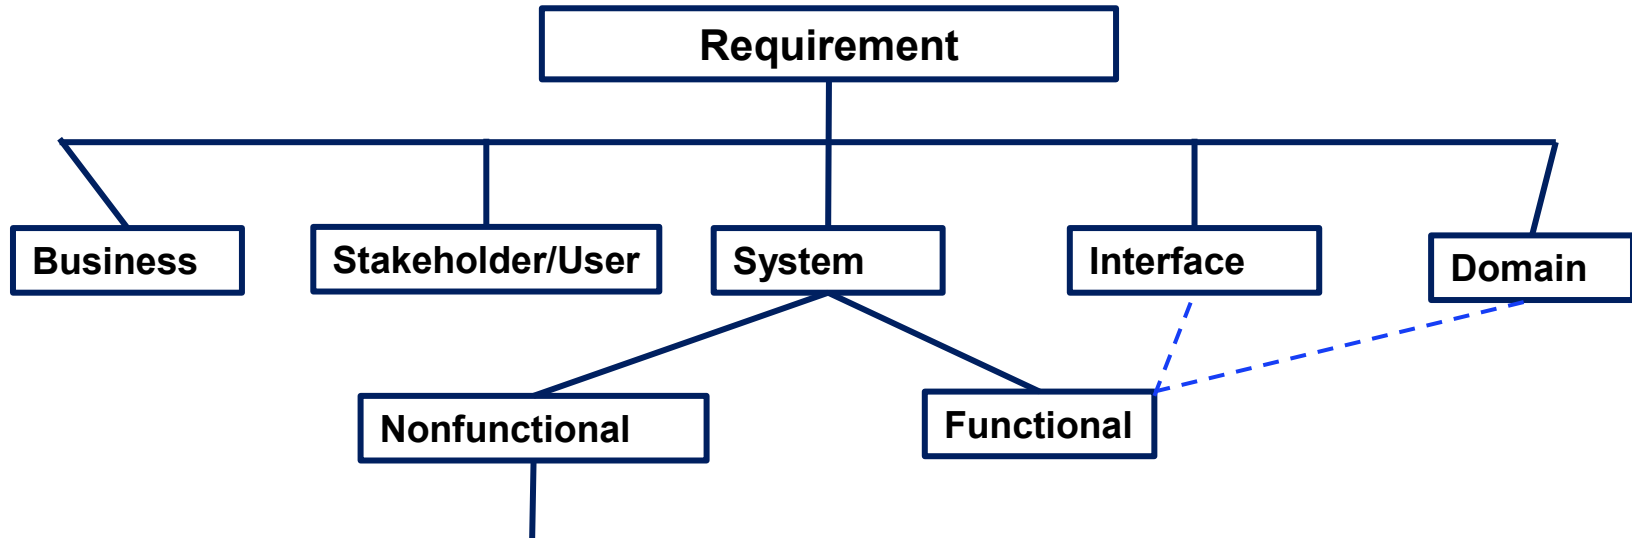 Requirement
Business
Stakeholder/User
System
Interface
Domain
Nonfunctional
Functional